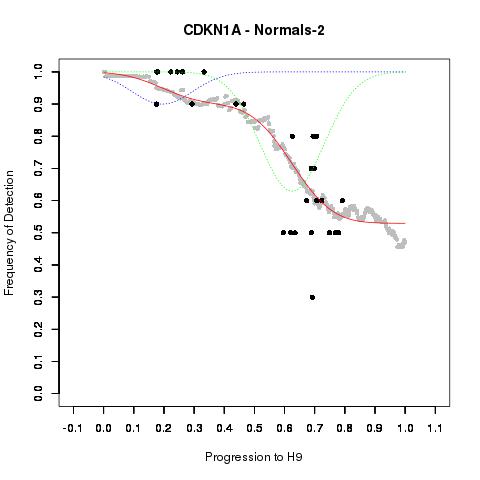 CDKN1A - Normals-2
Frequency of Detection
1.0
0.9
0.8
0.7
0.6
0.5
0.4
0.3
0.2
0.1
0.0
-0.1 0.0 0.1 0.2 0.3 0.4 0.5 0.6 0.7 0.8 0.9 1.0 1.1
Progression to H9